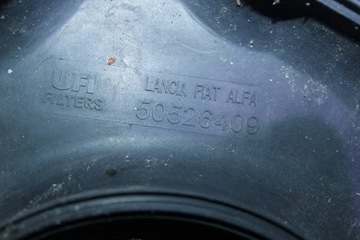 UFI
FILTERS
LANCIA FIAT ALFA
50526409